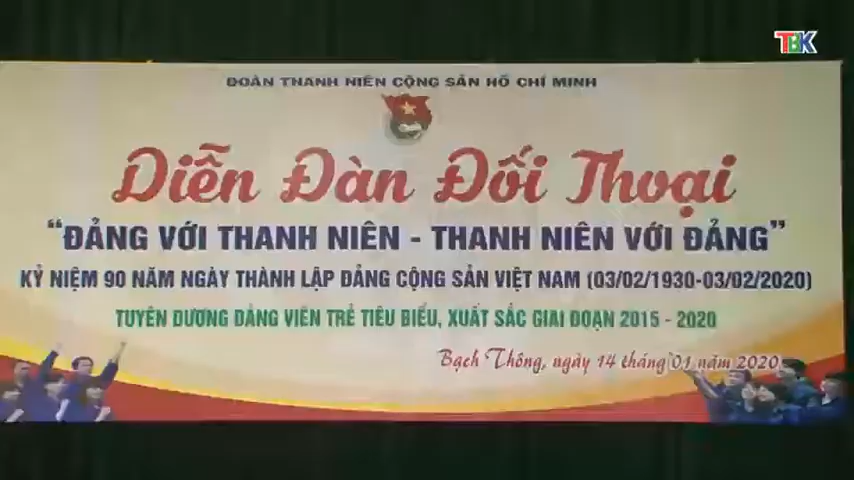 TBK
ĐOÀN THANH NIÊN CỘNG SẢN HỒ CHÍ MINH
Diễn Đàn Đối Thoại
"ĐẢNG VỚI THANH NIÊN - THANH NIÊN VỚI ĐẢNG"
KỶ NIỆM 90 NĂM NGÀY THÀNH LẬP ĐẢNG CỘNG SẢN VIỆT NAM (03/02/1930-03/02/2020)
TUYÊN DƯƠNG ĐẢNG VIÊN TRẺ TIÊU BIỂU, XUẤT SẮC GIAI ĐOẠN 2015 - 2020
Bạch Thông, ngày 14 tháng 01 năm 2020